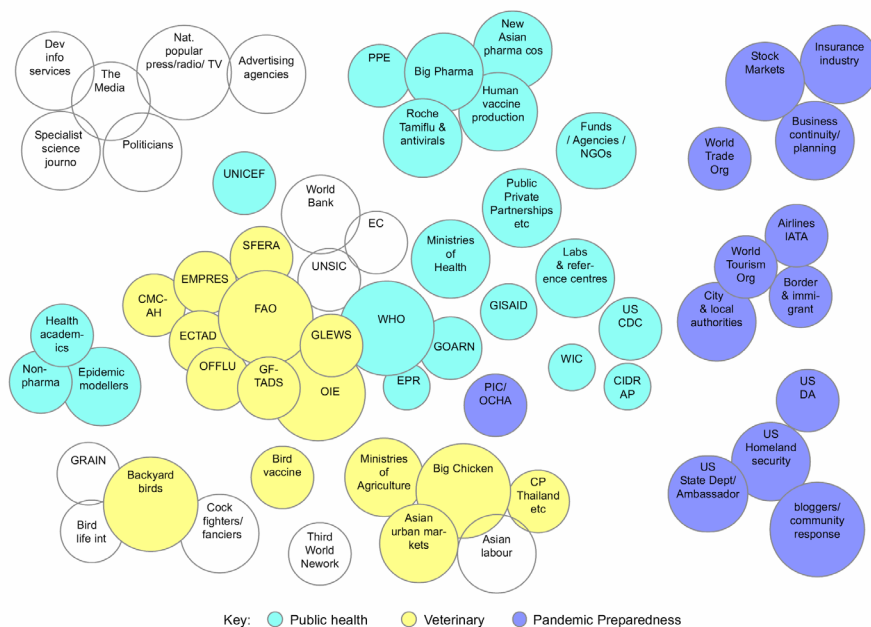 Dev
info
services
The
Media
Nat.
popular
press/radio/ TV
Advertising
agencies
Specialist
science
journo
Politicians
PPE
Big Pharma
New
Asian
pharma cos
Human
vaccine
production
Roche
Tamiflu &
antivirals
Funds
/ Agencies /
NGOs
Stock
Markets
Insurance
industry
Business
continuity/
planning
World
Trade
Org
UNICEF
World
Bank
EC
UNSIC
Public
Private
Partnerships
etc
Ministries
of Health
Labs
& refer-
ence centres
Airlines
IATA
World
Tourism
Org
Border
& immi-
grant
City
& local
authorities
SFERA
EMPRES
CMC-
AH
FAO
ECTAD
GLEWS
OFFLU
GF-
TADS
OIE
WHO
GISAID
GOARN
EPR
US
CDC
WIC
CIDR
AP
PIC/
OCHA
Health
academ-
ics
Non-
pharma
Epidemic
modellers
US
DA
US
Homeland
security
US
State Dept/
Ambassador
bloggers/
community
response
GRAIN
Backyard
birds
Bird
life int
Cock
fighters/
fanciers
Bird
vaccine
Third
World
Nework
Ministries
of
Agriculture
Big Chicken
CP
Thailand
etc
Asian
urban mar-
kets
Asian
labour
Key: Public health Veterinary Pandemic Preparedness